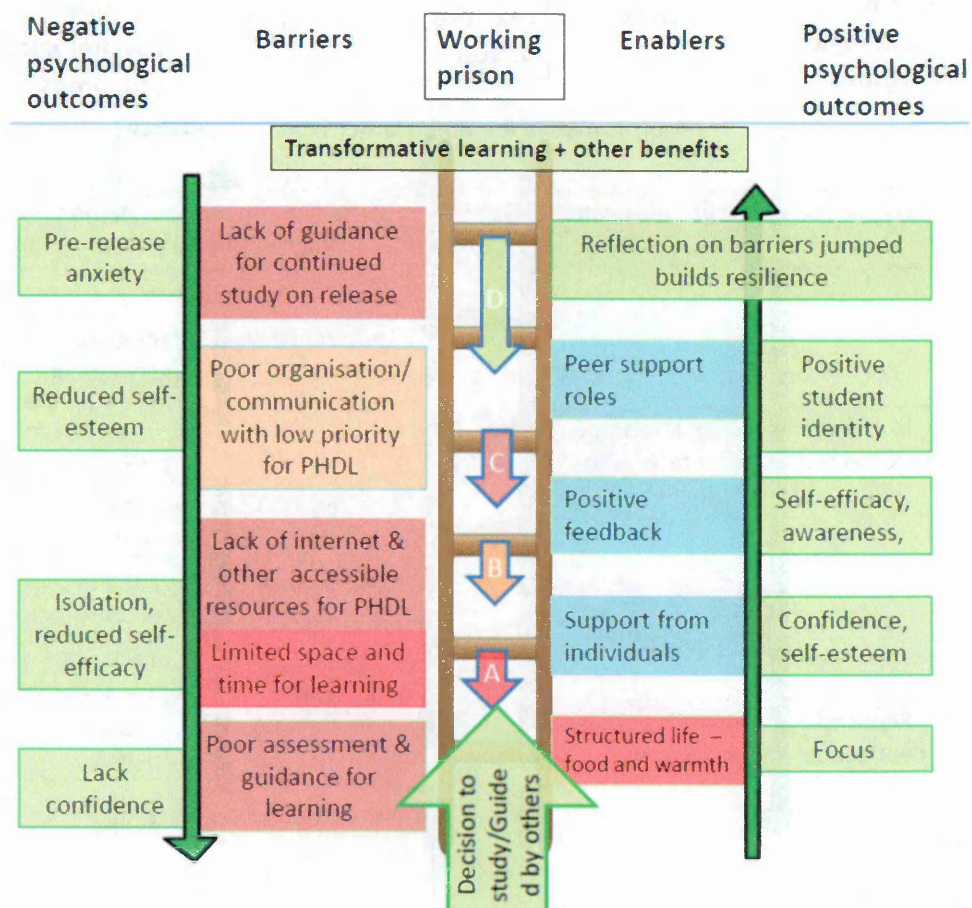 Negative
psychological
outcomes
Barriers
Working
prison
Enablers
Positive
psychological
outcomes
Transformative learning + other benefits
Pre-release
anxiety
Lack of guidance
for continued
study on release
D
Reflection on barriers jumped
builds resilience
Reduced self-
esteem
Poor organisation/
communication
with low priority
for PHDL
C
Peer support
roles
Positive
student
identity
Positive
feedback
Self-efficacy,
awareness,
Isolation,
reduced self-
efficacy
Lack of internet &
other accessible
resources for PHDL
Limited space and
time for learning
B
A
Support from
individuals
Confidence,
self-esteem
Lack
confidence
Poor assessment &
guidance for
learning
Decision to
study/Guide
d by others
Structured life –
food and warmth
Focus